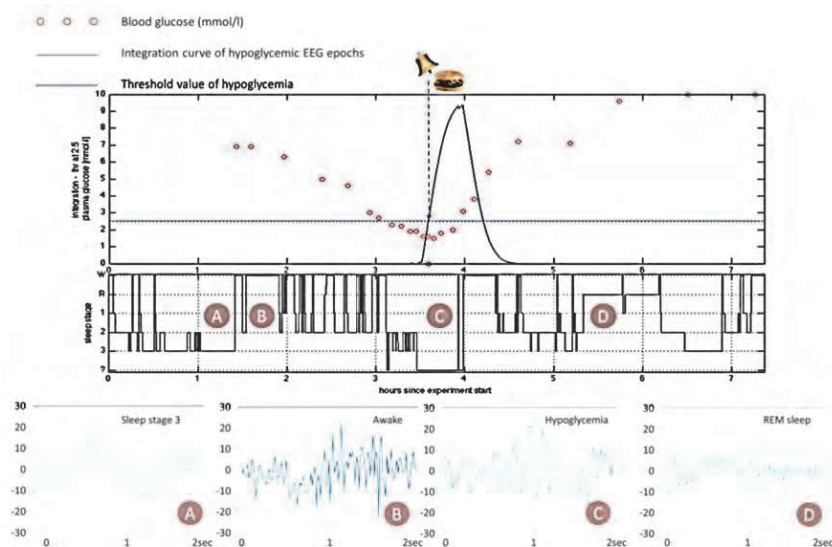 Blood glucose (mmol/l)
Integration curve of hypoglycemic EEG epochs
Threshold value of hypoglycemia
integration - thr at 2.5
plasma glucose [mmol/l]
10
9
8
7
6
5
4
3
2
1
0
0 1 2 3 4 5 6 7
sleep stage
W
R
1
2
3
?
A B C D
0 1 2 3 4 5 6 7
hours since experiment start
30
20
10
0
-10
-20
-30
Sleep stage 3
A
0 1 2sec
30
20
10
0
-10
-20
-30
Awake
B
0 1 2sec
30
20
10
0
-10
-20
-30
Hypoglycemia
C
0 1 2sec
30
20
10
0
-10
-20
-30
REM sleep
D
0 1 2sec